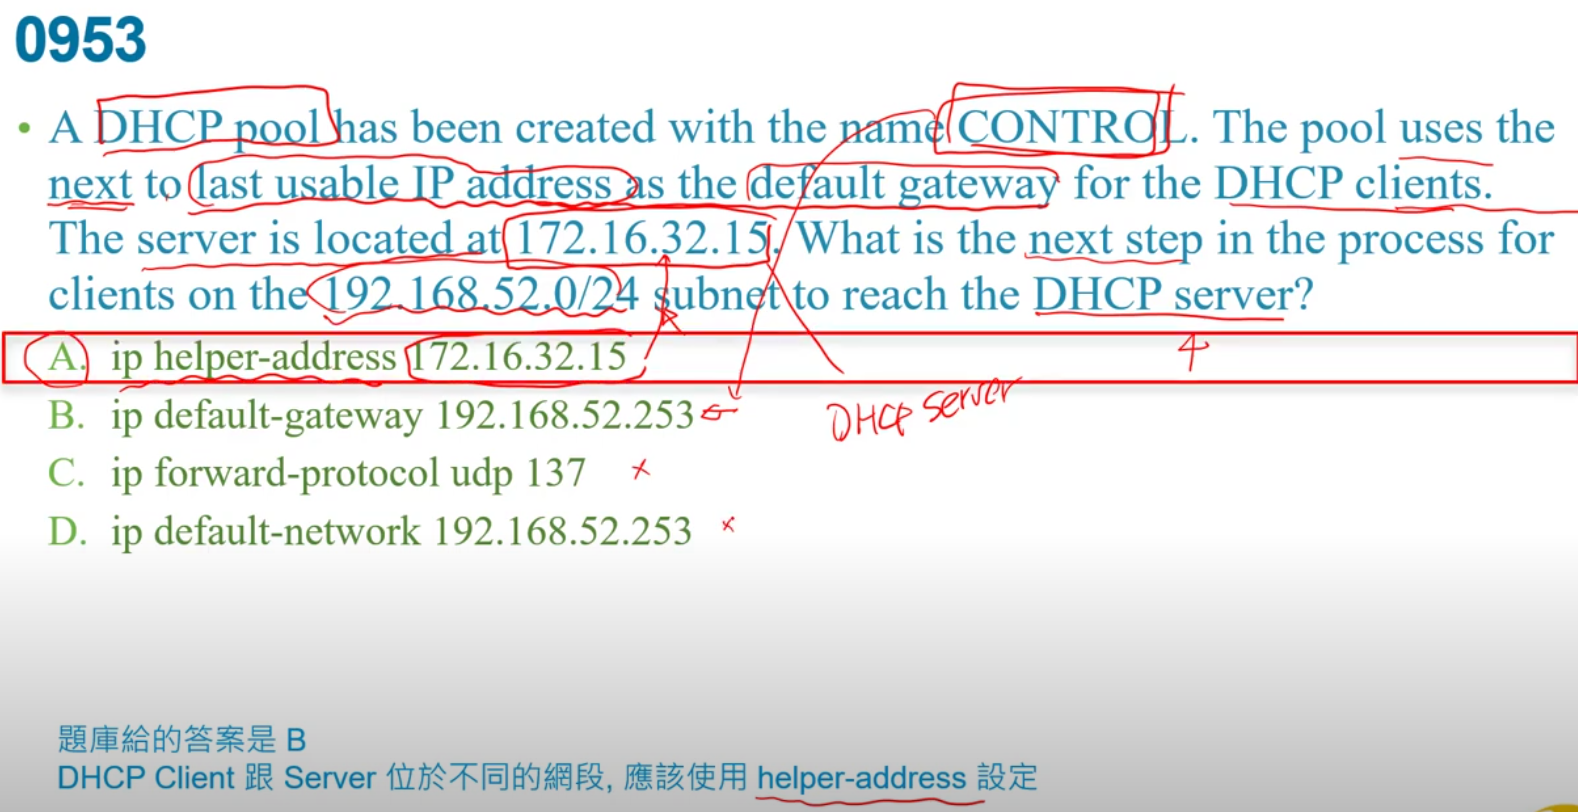 0953
• A DHCP pool has been created with the name CONTROL. The pool uses the
next to last usable IP address as the default gateway for the DHCP clients.
The server is located at 172.16.32.15. What is the next step in the process for
clients on the 192.168.52.0/24 subnet to reach the DHCP server?
A. ip helper-address 172.16.32.15
B. ip default-gateway 192.168.52.253
DHCP Server
C. ip forward-protocol udp 137
D. ip default-network 192.168.52.253
題庫給的答案是 B
DHCP Client 跟 Server 位於不同的網段, 應該使用 helper-address 設定